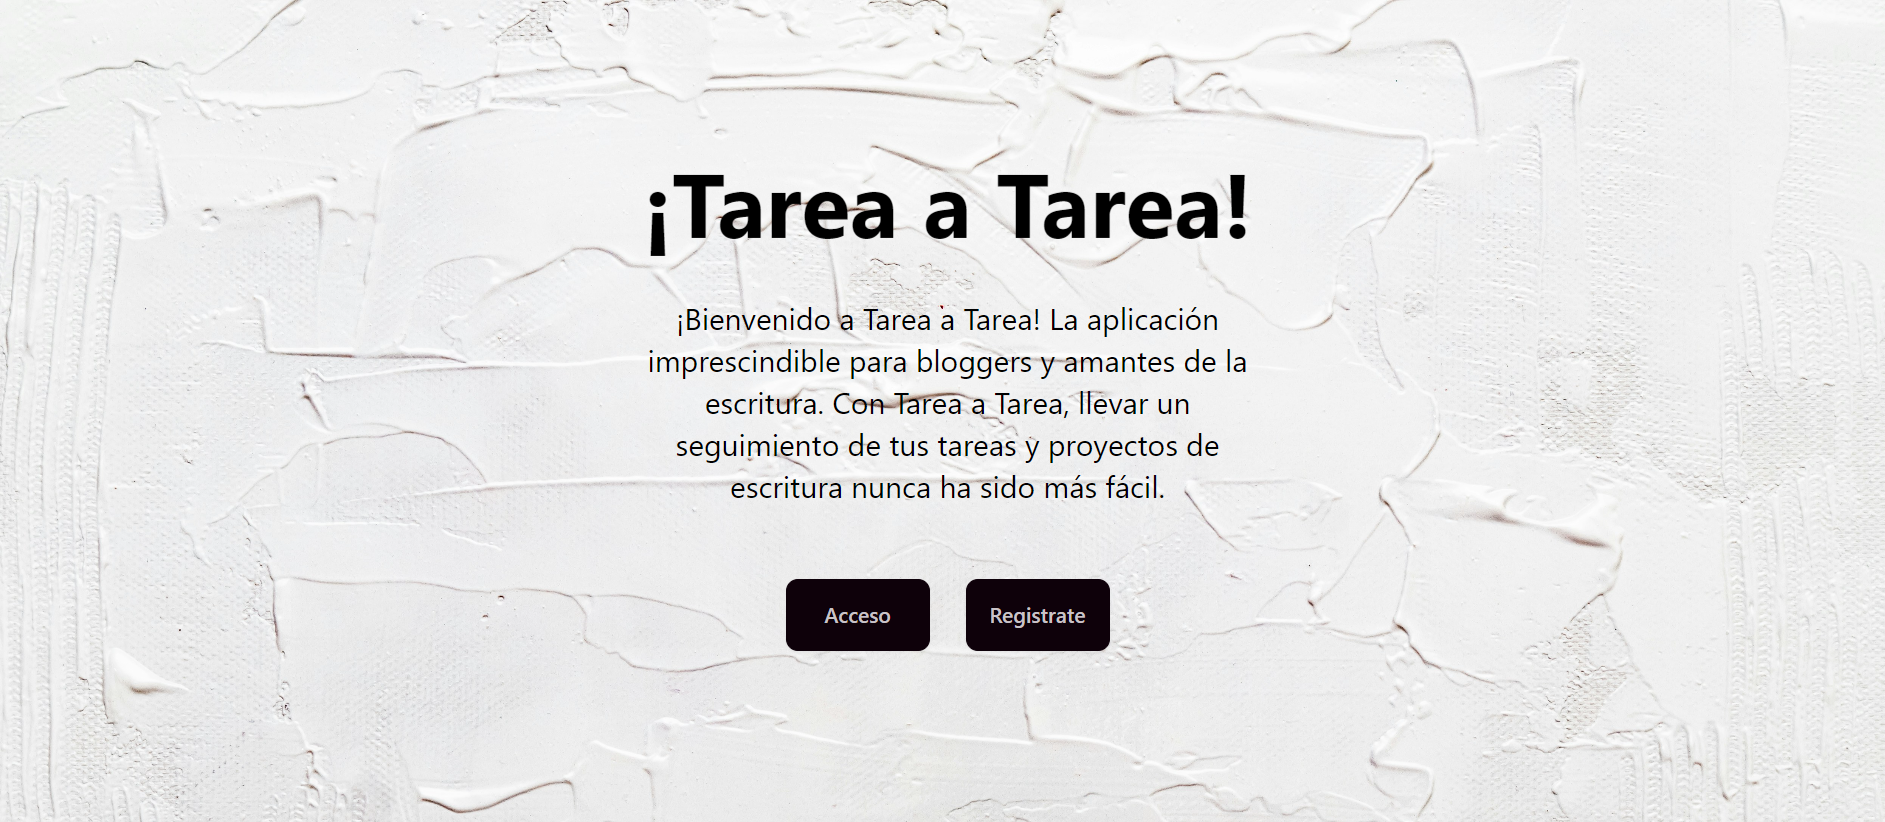 ¡Tarea a Tarea!
¡Bienvenido a Tarea a Tarea! La aplicación
imprescindible para bloggers y amantes de la
escritura. Con Tarea a Tarea, llevar un
seguimiento de tus tareas y proyectos de
escritura nunca ha sido más fácil.
Acceso
Registrate